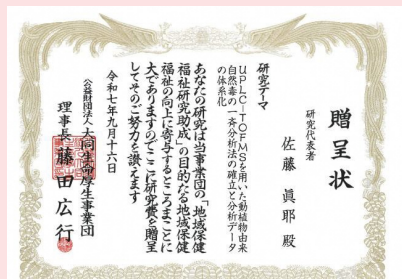 贈呈状
研究代表者
佐藤 眞耶 殿
研究テーマ
UPLC-TOFMSを用いた動植物由来
自然毒の一斉分析法の確立と分析データ
の体系化
あなたの研究は当事業団の「地域保健
福祉研究助成」の目的たる地域保健
福祉の向上に寄与するところまことに
大でありますのでここに研究費を贈呈
してそのご努力を讃えます
令和七年九月十六日
公益財団法人 大同生命厚生事業団
理事長 藤田広行